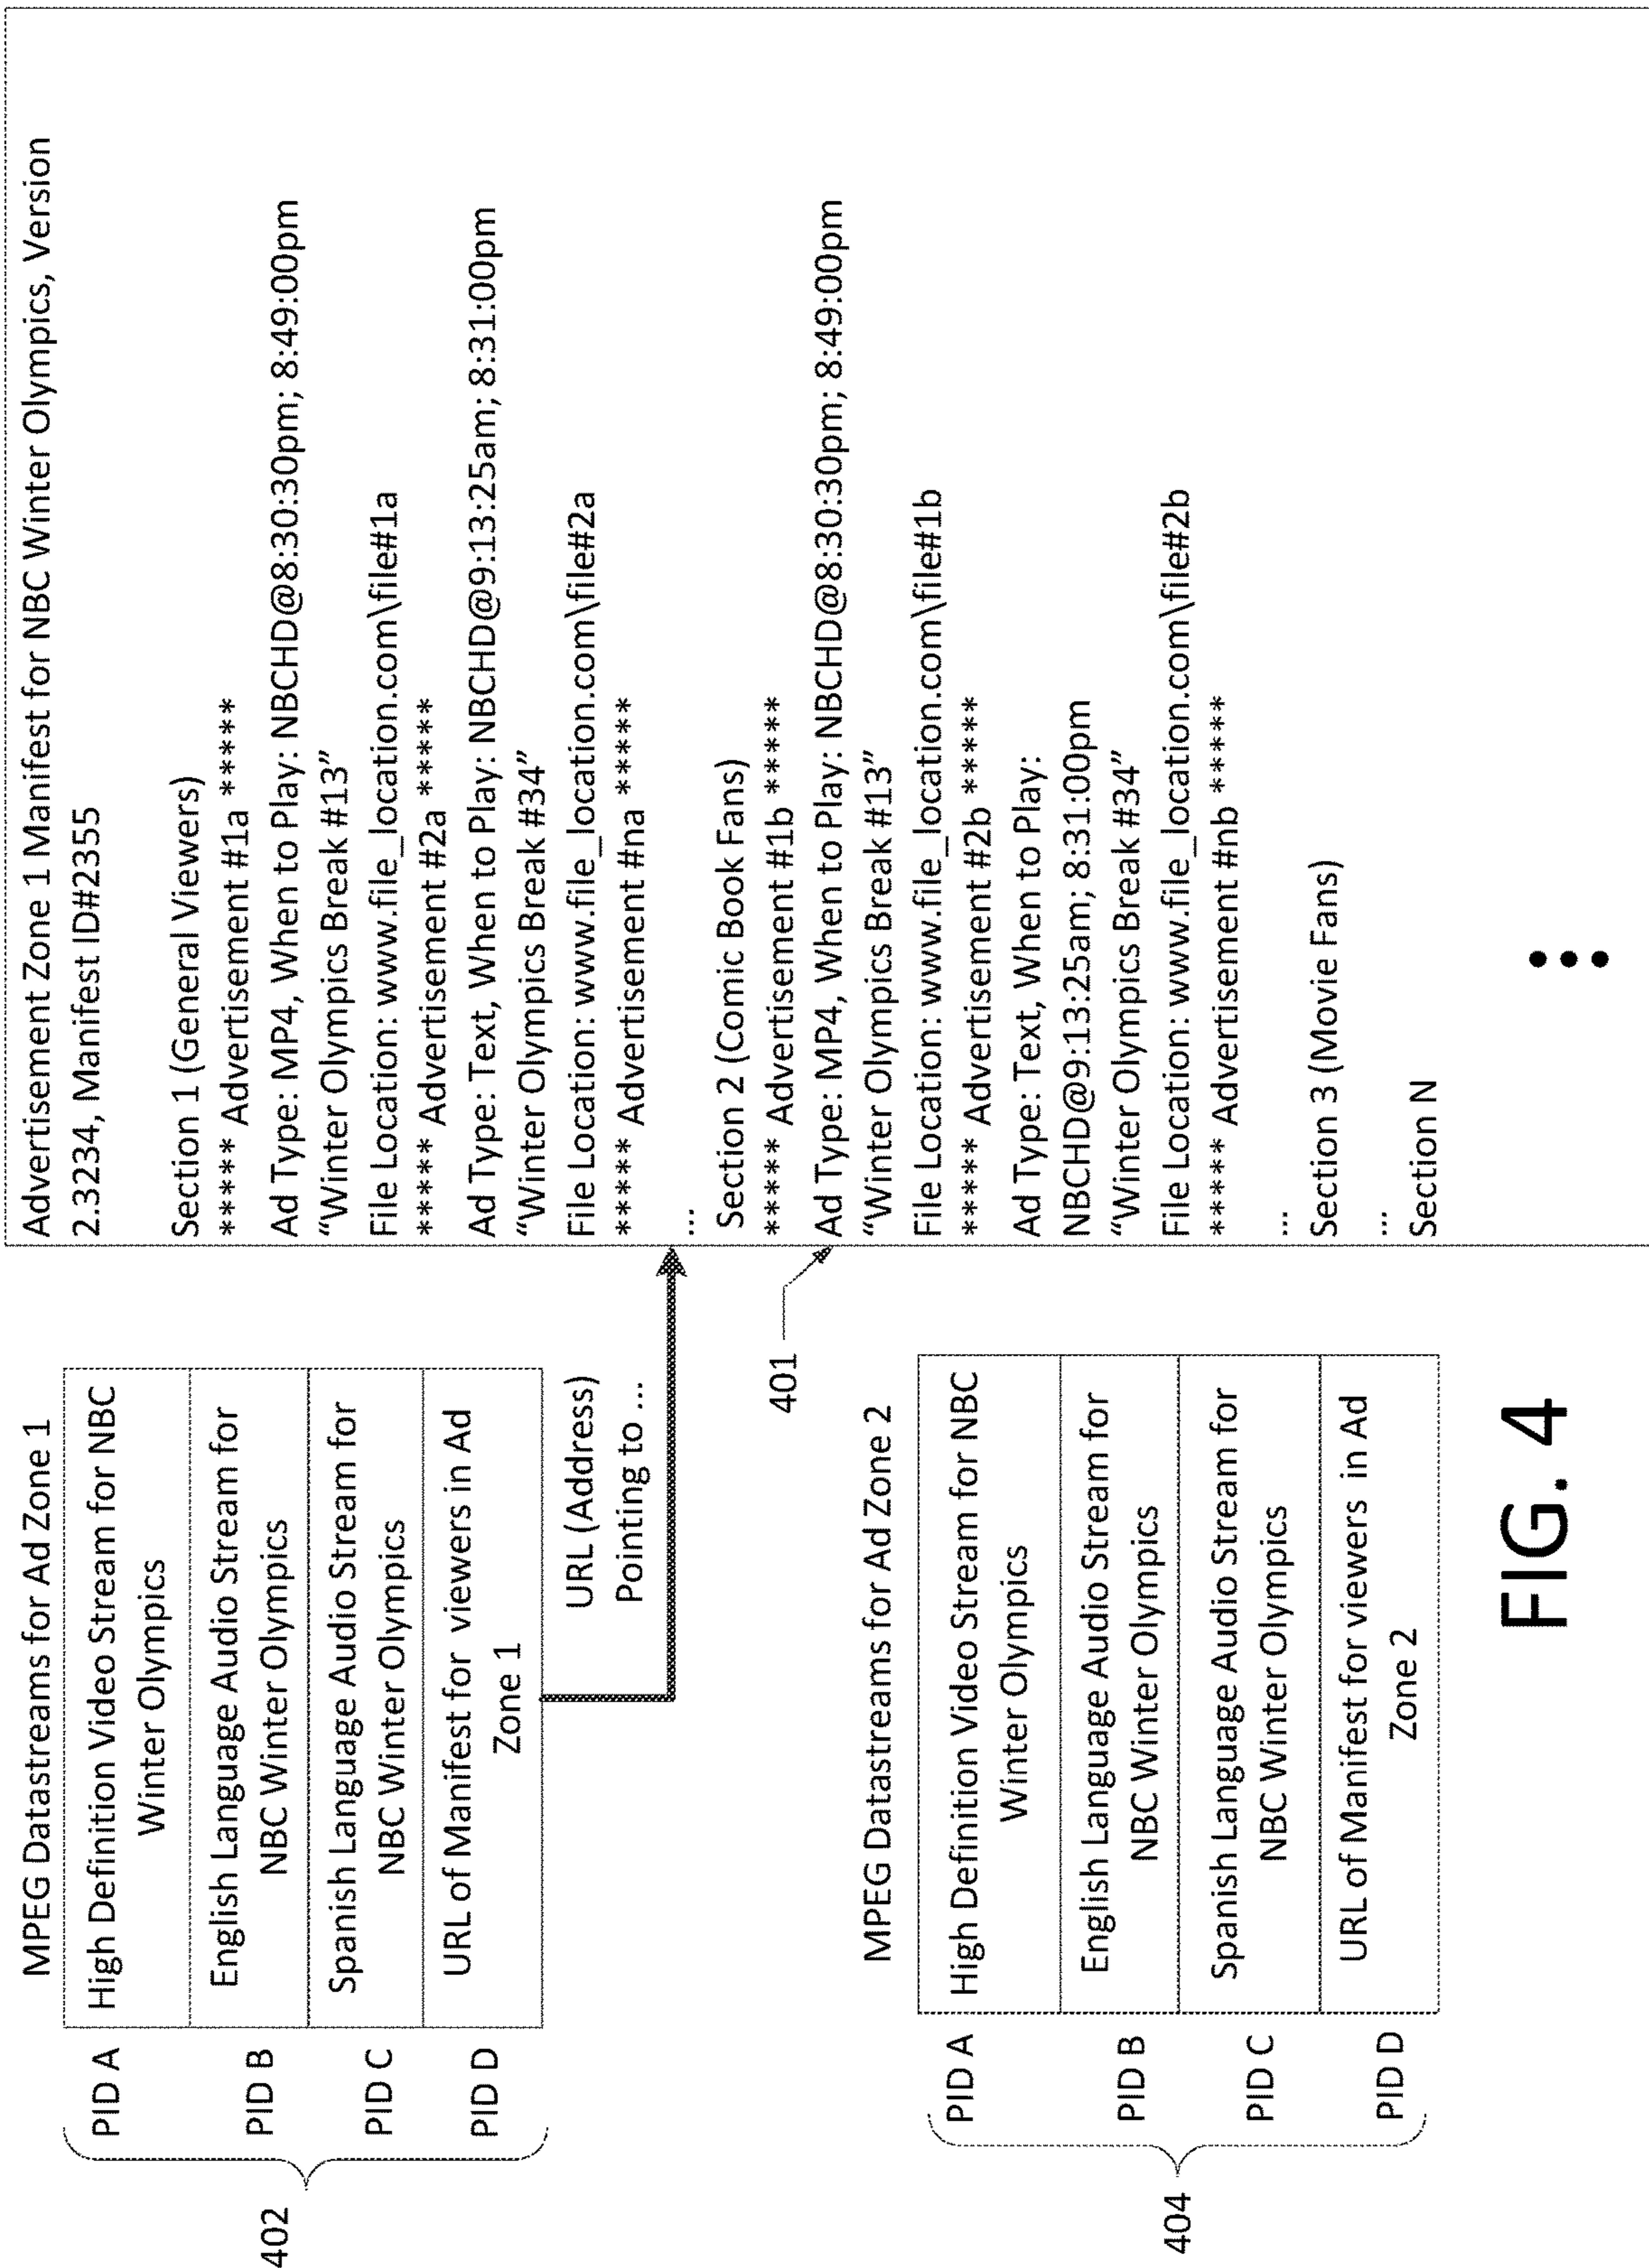 MPEG Datastreams for Ad Zone 1
402
PID A
High Definition Video Stream for NBC
Winter Olympics
PID B
English Language Audio Stream for
NBC Winter Olympics
PID C
Spanish Language Audio Stream for
NBC Winter Olympics
PID D
URL of Manifest for viewers in Ad
Zone 1
URL (Address)
Pointing to ...
401
MPEG Datastreams for Ad Zone 2
404
PID A
High Definition Video Stream for NBC
Winter Olympics
PID B
English Language Audio Stream for
NBC Winter Olympics
PID C
Spanish Language Audio Stream for
NBC Winter Olympics
PID D
URL of Manifest for viewers in Ad
Zone 2
Advertisement Zone 1 Manifest for NBC Winter Olympics, Version
2.3234, Manifest ID#2355
Section 1 (General Viewers)
***** Advertisement #1a *****
Ad Type: MP4, When to Play: NBCHD@8:30:30pm; 8:49:00pm
“Winter Olympics Break #13”
File Location: www.file_location.com\file#1a
***** Advertisement #2a *****
Ad Type: Text, When to Play: NBCHD@9:13:25am; 8:31:00pm
“Winter Olympics Break #34”
File Location: www.file_location.com\file#2a
***** Advertisement #na *****
...
Section 2 (Comic Book Fans)
***** Advertisement #1b *****
Ad Type: MP4, When to Play: NBCHD@8:30:30pm; 8:49:00pm
“Winter Olympics Break #13”
File Location: www.file_location.com\file#1b
***** Advertisement #2b *****
Ad Type: Text, When to Play:
NBCHD@9:13:25am; 8:31:00pm
“Winter Olympics Break #34”
File Location: www.file_location.com\file#2b
***** Advertisement #nb *****
...
Section 3 (Movie Fans)
...
Section N
FIG. 4